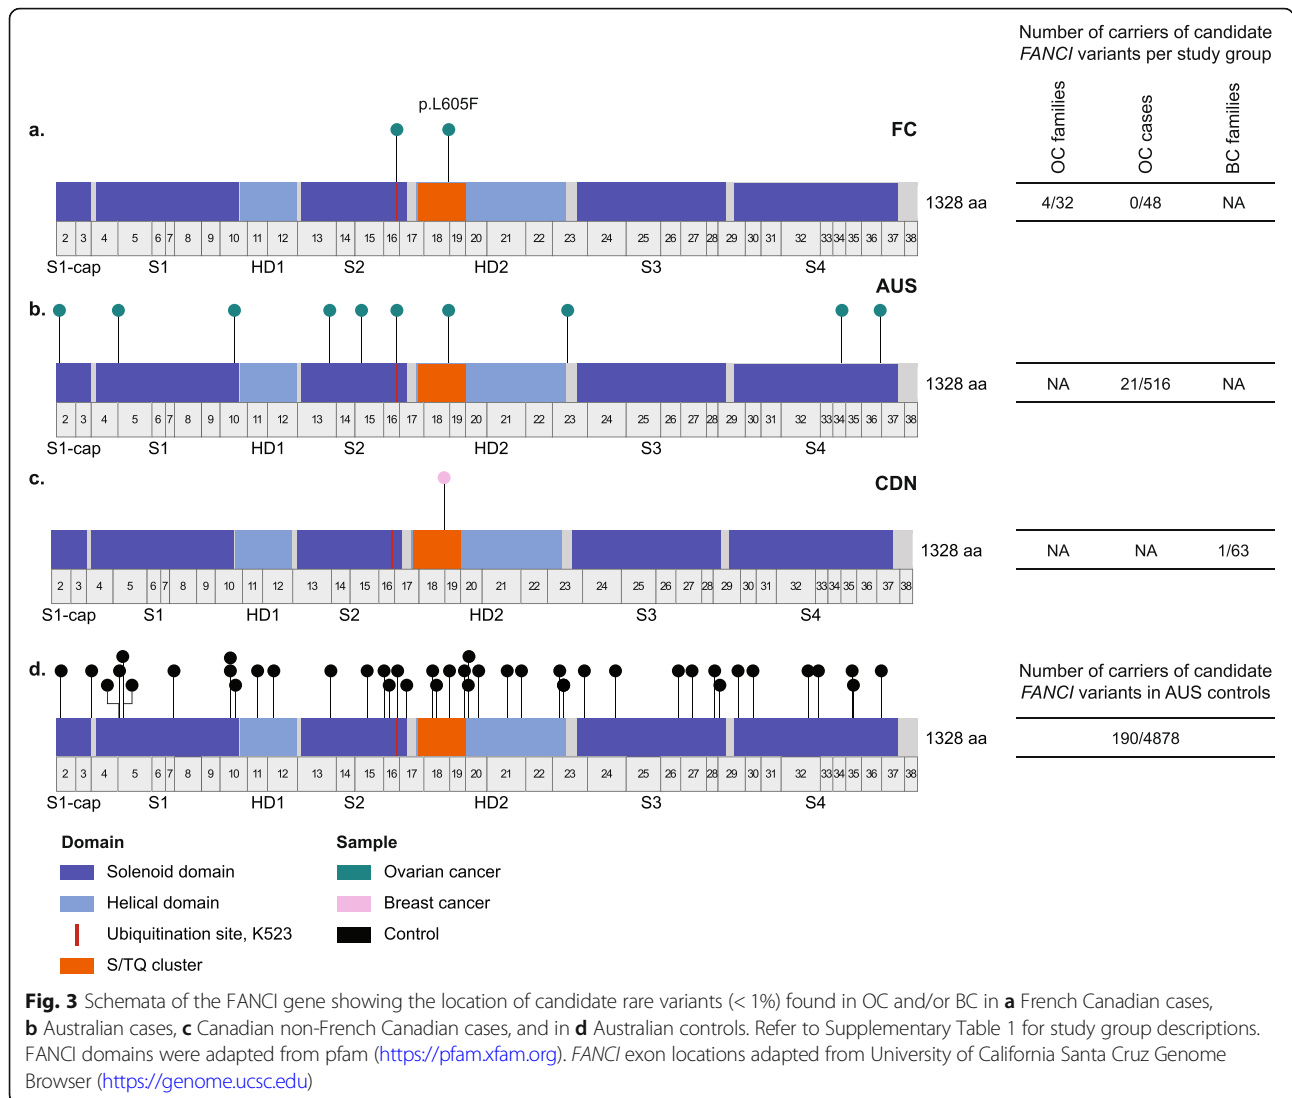 Number of carriers of candidate
FANCI variants per study group
OC families
OC cases
BC families
p.L605F
a.
FC
1328 aa
4/32 0/48 NA
2 3 4 5 6 7 8 9 10 11 12 13 14 15 16 17 18 19 20 21 22 23 24 25 26 27 28 29 30 31 32 33 34 35 36 37 38
S1-cap S1 HD1 S2 HD2 S3 S4
AUS
b.
1328 aa
NA 21/516 NA
2 3 4 5 6 7 8 9 10 11 12 13 14 15 16 17 18 19 20 21 22 23 24 25 26 27 28 29 30 31 32 33 34 35 36 37 38
S1-cap S1 HD1 S2 HD2 S3 S4
c.
CDN
1328 aa
NA NA 1/63
2 3 4 5 6 7 8 9 10 11 12 13 14 15 16 17 18 19 20 21 22 23 24 25 26 27 28 29 30 31 32 33 34 35 36 37 38
S1-cap S1 HD1 S2 HD2 S3 S4
d.
Number of carriers of candidate
FANCI variants in AUS controls
1328 aa
190/4878
2 3 4 5 6 7 8 9 10 11 12 13 14 15 16 17 18 19 20 21 22 23 24 25 26 27 28 29 30 31 32 33 34 35 36 37 38
S1-cap S1 HD1 S2 HD2 S3 S4
Domain
Solenoid domain
Helical domain
Ubiquitination site, K523
S/TQ cluster
Sample
Ovarian cancer
Breast cancer
Control
Fig. 3 Schemata of the FANCI gene showing the location of candidate rare variants (< 1%) found in OC and/or BC in a French Canadian cases,
b Australian cases, c Canadian non-French Canadian cases, and in d Australian controls. Refer to Supplementary Table 1 for study group descriptions.
FANCI domains were adapted from pfam (https://pfam.xfam.org). FANCI exon locations adapted from University of California Santa Cruz Genome
Browser (https://genome.ucsc.edu)